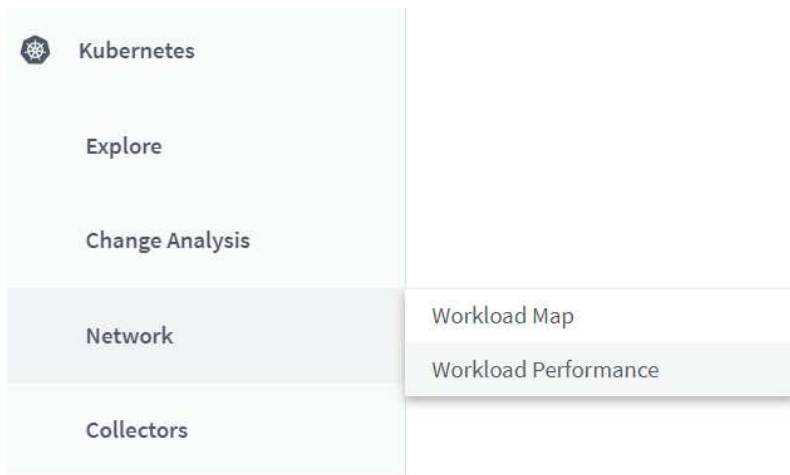 Kubernetes
Explore
Change Analysis
Network
Workload Map
Workload Performance
Collectors